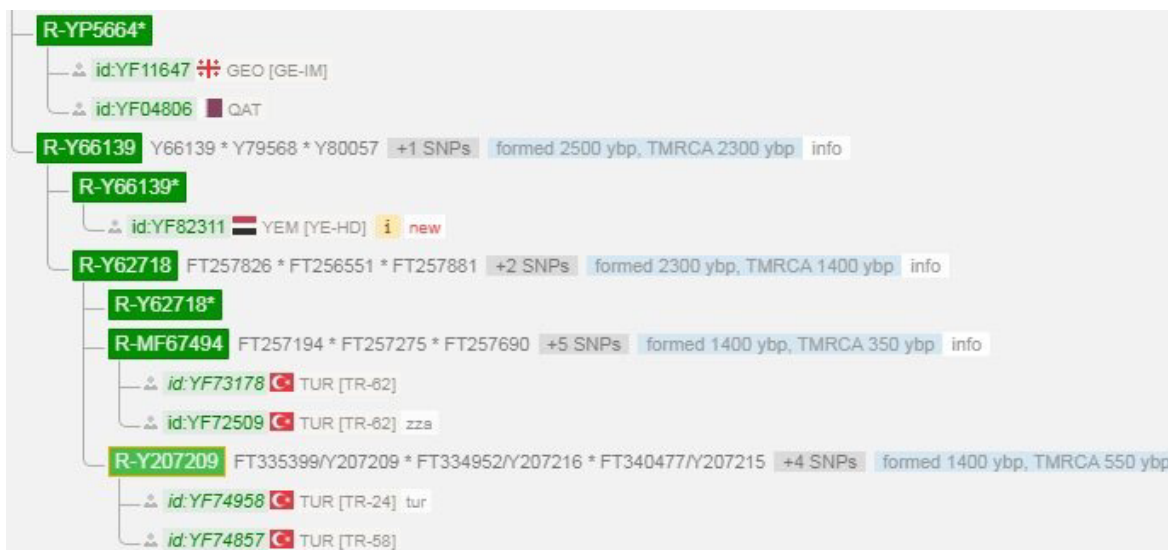 R-YP5664*
id:YF11647 GEO [GE-IM]
id:YF04806 QAT
R-Y66139 Y66139 * Y79568 * Y80057 +1 SNPs formed 2500 ybp, TMRCA 2300 ybp info
R-Y66139*
id:YF82311 YEM [YE-HD] i new
R-Y62718 FT257826 * FT256551 * FT257881 +2 SNPs formed 2300 ybp, TMRCA 1400 ybp info
R-Y62718*
R-MF67494 FT257194 * FT257275 * FT257690 +5 SNPs formed 1400 ybp, TMRCA 350 ybp info
id:YF73178 TUR [TR-62]
id:YF72509 TUR [TR-62] zza
R-Y207209 FT335399/Y207209 * FT334952/Y207216 * FT340477/Y207215 +4 SNPs formed 1400 ybp, TMRCA 550 ybp
id:YF74958 TUR [TR-24] tur
id:YF74857 TUR [TR-58]